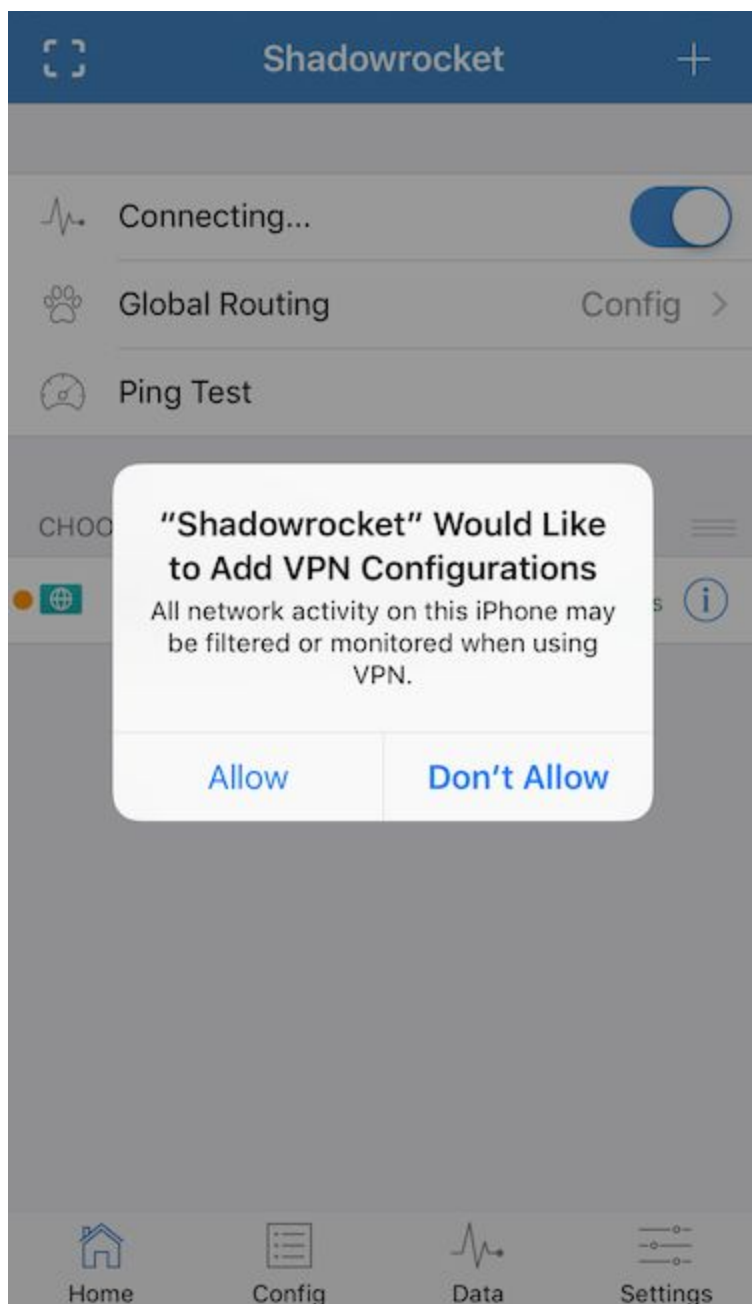 Shadowrocket
Connecting...
Global Routing
Config
Ping Test
CHOO
s
“Shadowrocket” Would Like
to Add VPN Configurations
All network activity on this iPhone may
be filtered or monitored when using
VPN.
Allow
Don’t Allow
Home
Config
Data
Settings